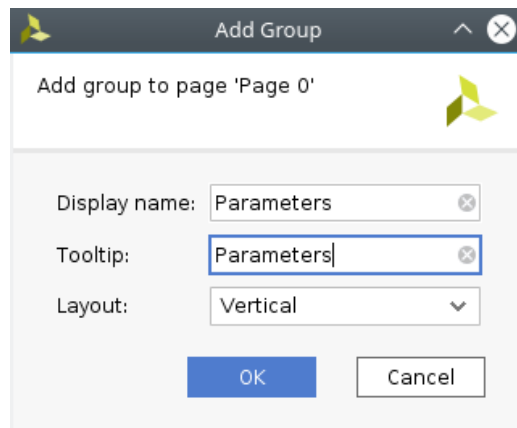 Add Group
Add group to page 'Page 0'
Display name: Parameters
Tooltip: Parameters
Layout: Vertical
OK Cancel